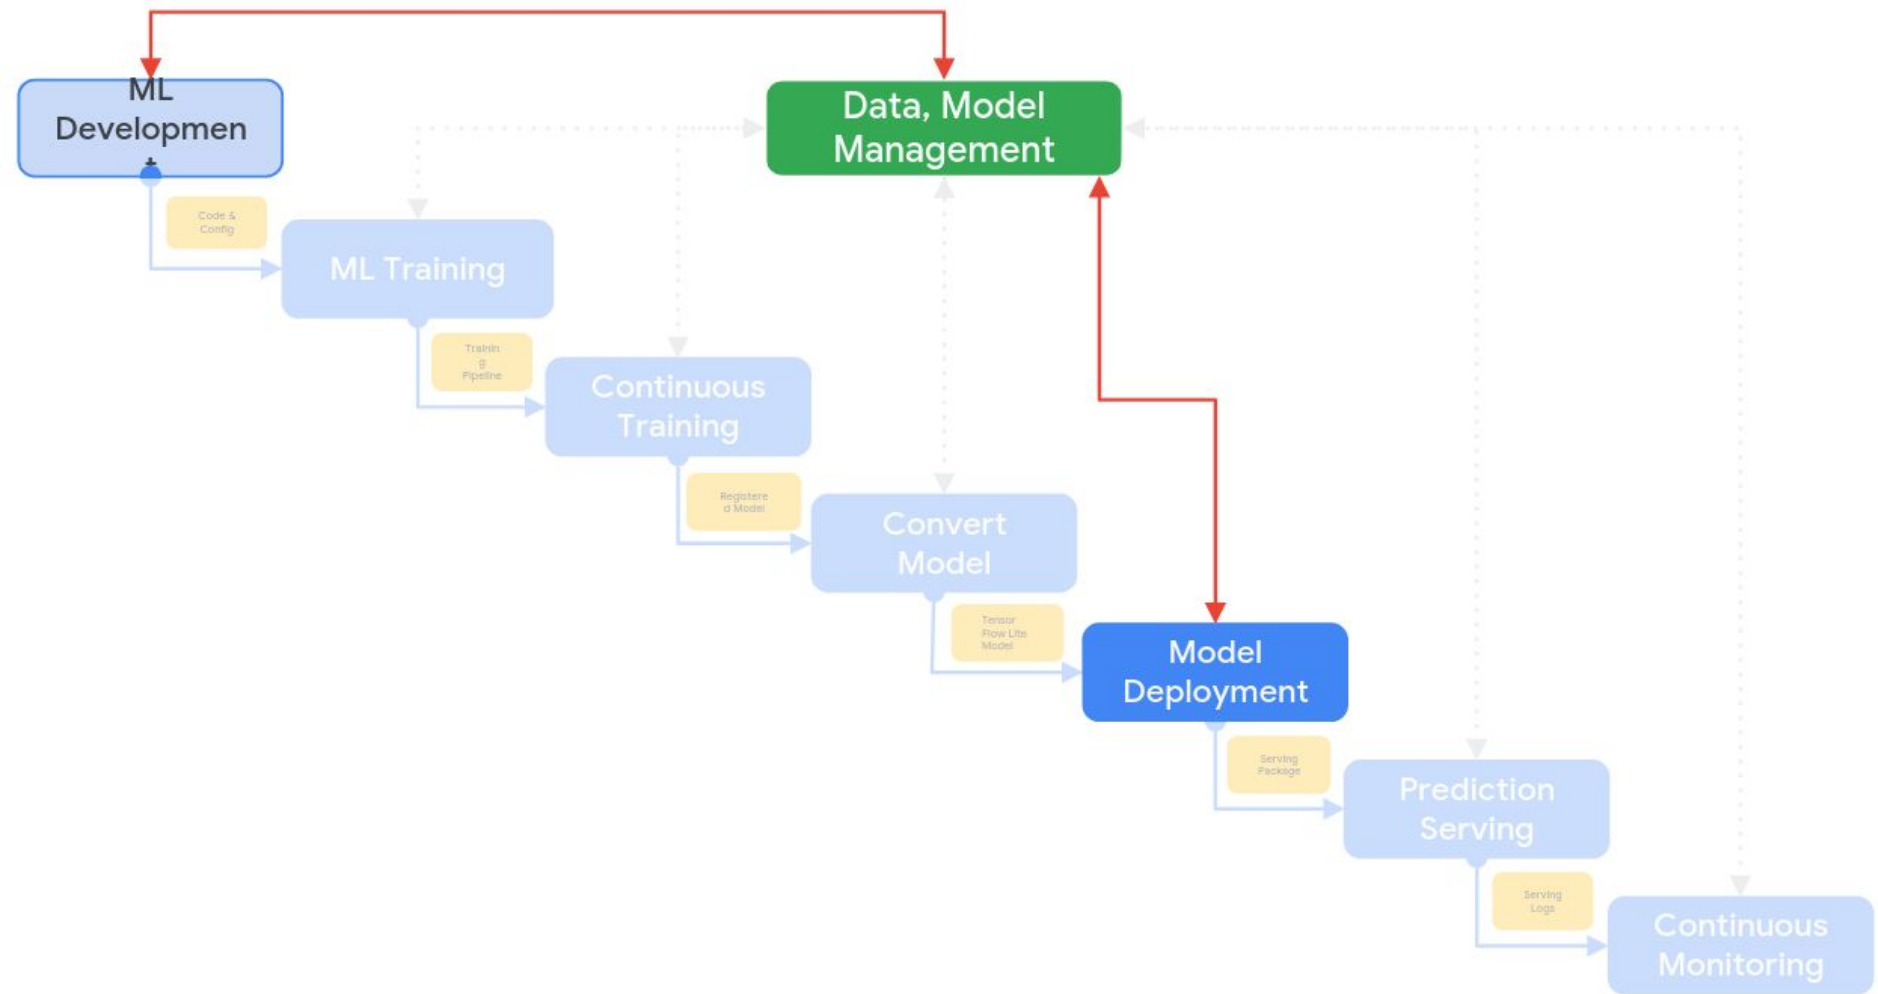 ML
Developmen
t
Data, Model
Management
Code &
Config
ML Training
Trainin
g
Pipeline
Continuous
Training
Registere
d Model
Convert
Model
Tensor
Flow Lite
Model
Model
Deployment
Serving
Package
Prediction
Serving
Serving
Logs
Continuous
Monitoring